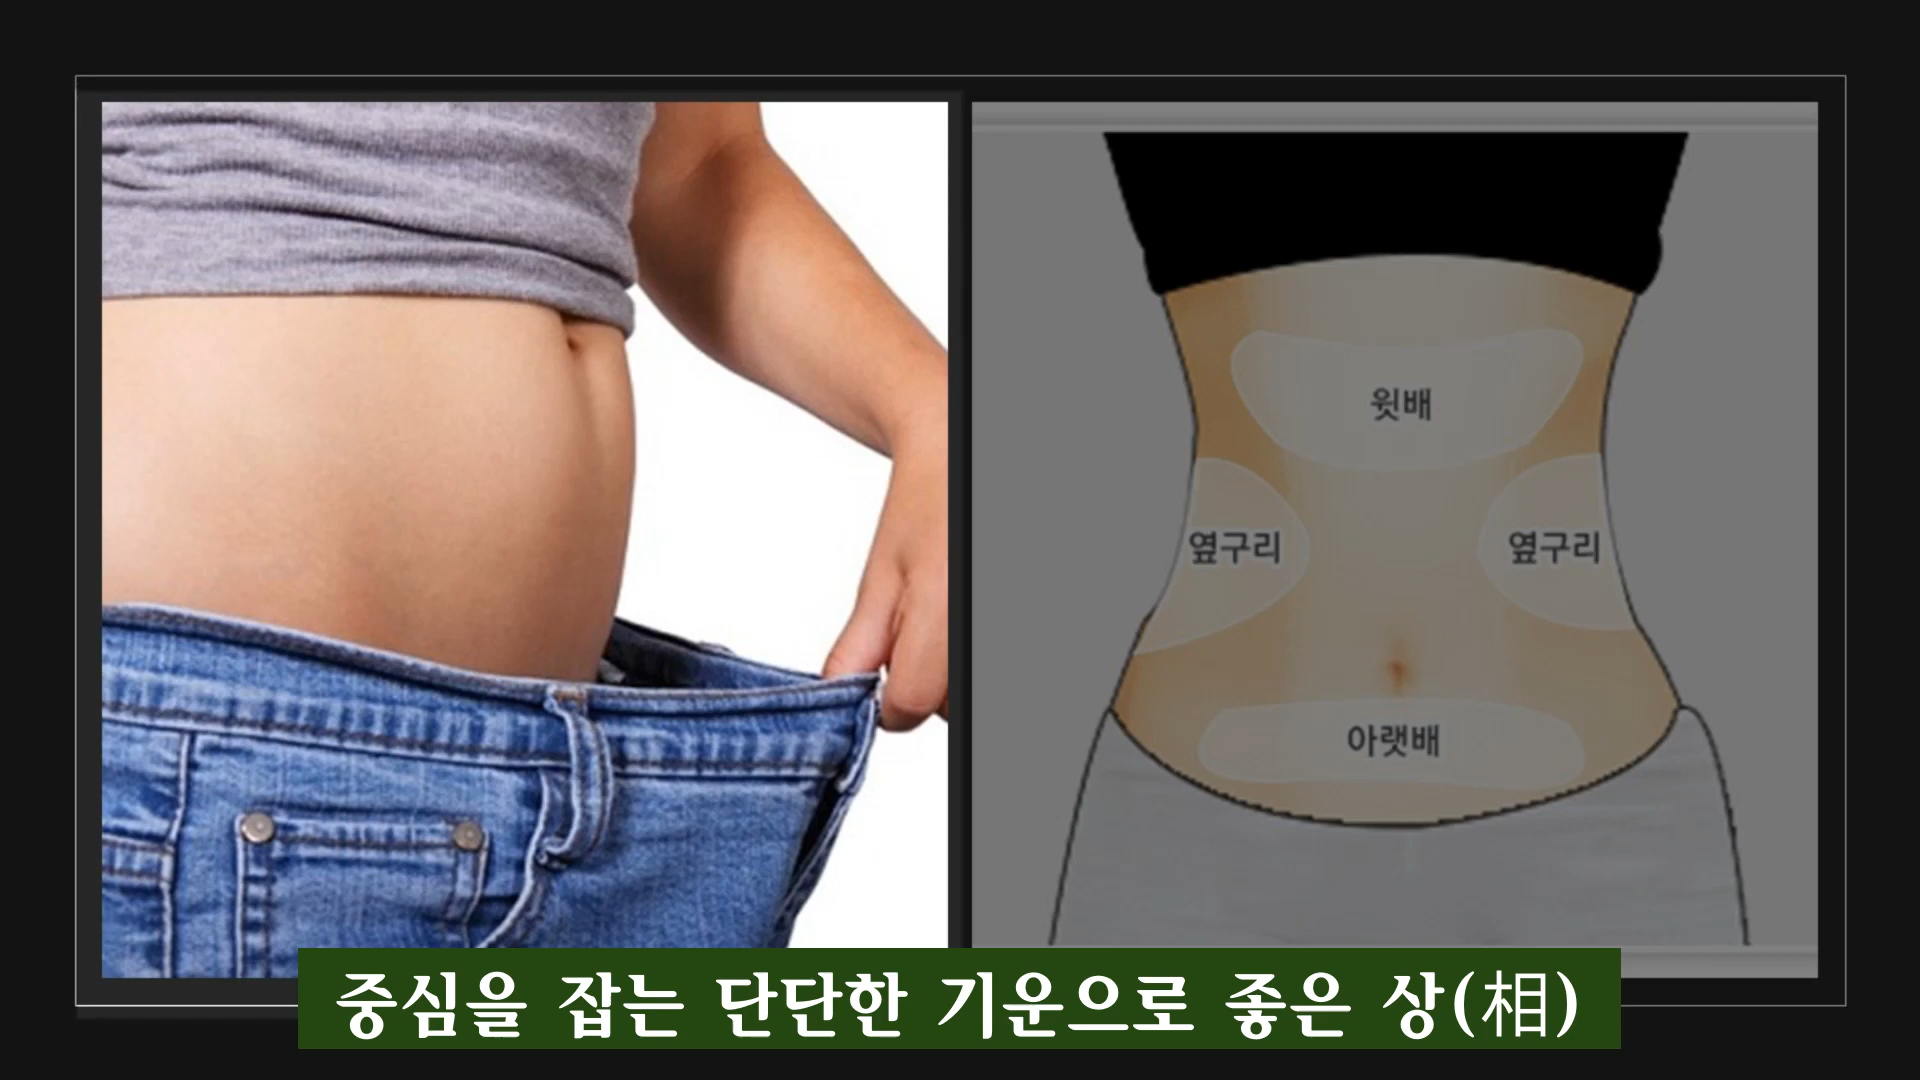 윗배
옆구리
옆구리
아랫배
중심을 잡는 단단한 기운으로 좋은 상(相)